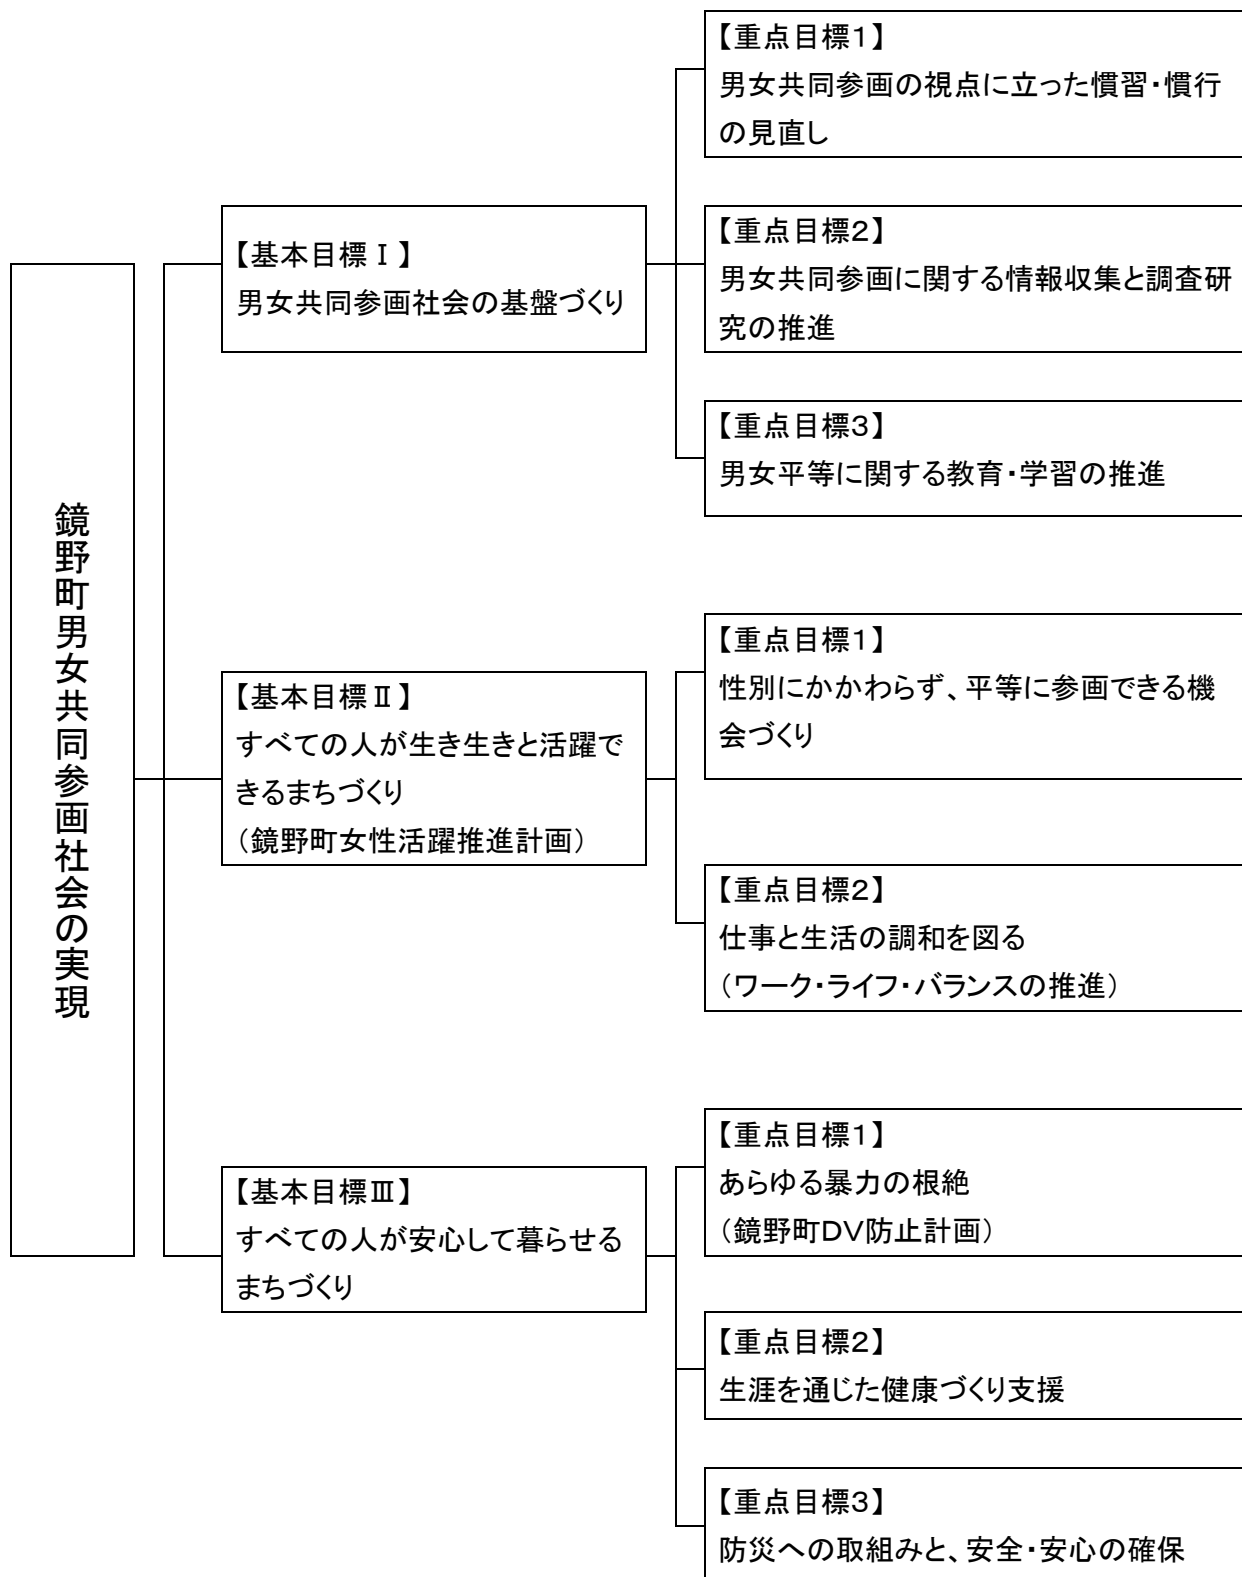 鏡野町男女共同参画社会の実現
【基本目標Ⅰ】
男女共同参画社会の基盤づくり
【重点目標1】
男女共同参画の視点に立った慣習・慣行
の見直し
【重点目標2】
男女共同参画に関する情報収集と調査研
究の推進
【重点目標3】
男女平等に関する教育・学習の推進
【基本目標Ⅱ】
すべての人が生き生きと活躍で
きるまちづくり
（鏡野町女性活躍推進計画）
【重点目標1】
性別にかかわらず、平等に参画できる機
会づくり
【重点目標2】
仕事と生活の調和を図る
（ワーク・ライフ・バランスの推進）
【基本目標Ⅲ】
すべての人が安心して暮らせる
まちづくり
【重点目標1】
あらゆる暴力の根絶
（鏡野町DV防止計画）
【重点目標2】
生涯を通じた健康づくり支援
【重点目標3】
防災への取組みと、安全・安心の確保